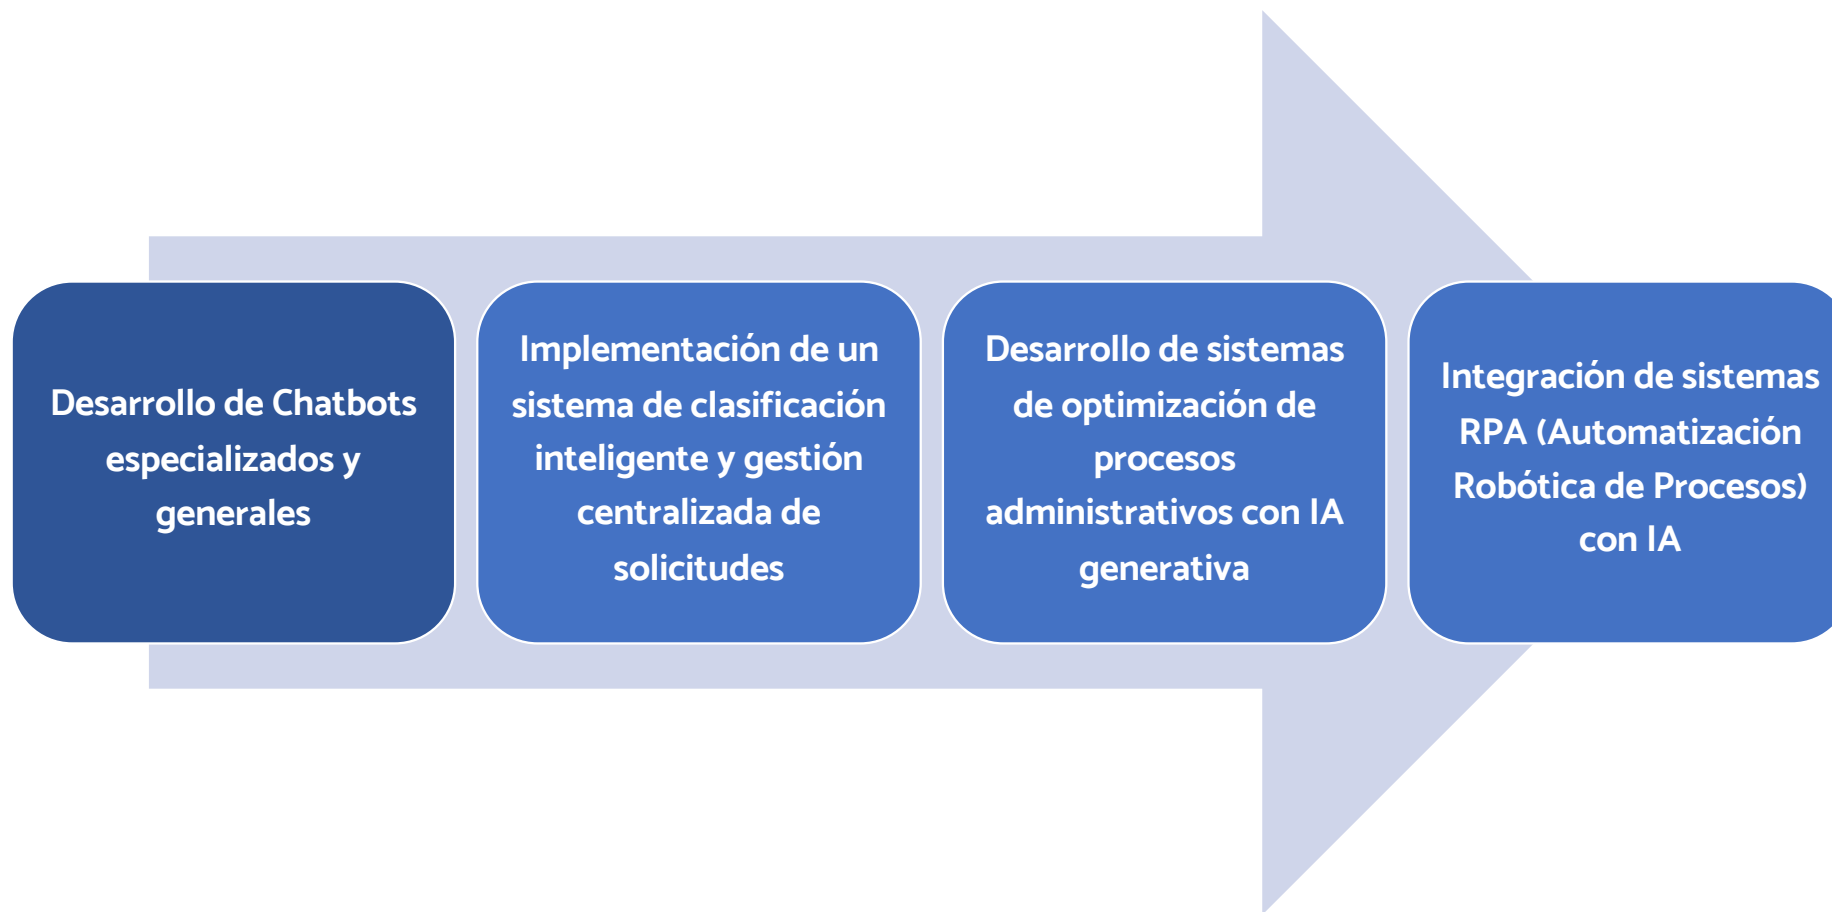 Desarrollo de Chatbots
especializados y
generales
Implementación de un
sistema de clasificación
inteligente y gestión
centralizada de
solicitudes
Desarrollo de sistemas
de optimización de
procesos
administrativos con IA
generativa
Integración de sistemas
RPA (Automatización
Robótica de Procesos)
con IA